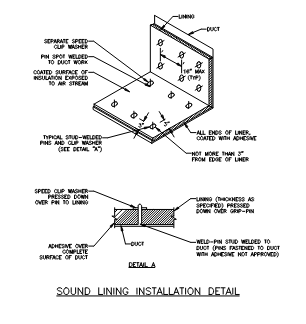 LINING
DUCT
SEPARATE SPEED
CLIP WASHER
PIN SPOT WELDED
TO DUCT WORK
COATED SURFACE OF
INSULATION EXPOSED
TO AIR STREAM
16" MAX
(TYP)
3"
3"
TYPICAL STUD-WELDED
PINS AND CLIP WASHER
(SEE DETAIL "A")
ALL ENDS OF LINER,
COATED WITH ADHESIVE
NOT MORE THAN 3"
FROM EDGE OF LINER
SPEED CLIP WASHER
PRESSED DOWN
OVER PIN TO LINING
LINING (THICKNESS AS
SPECIFIED) PRESSED
DOWN OVER GRIP-PIN
ADHESIVE OVER
COMPLETE
SURFACE OF DUCT
DUCT
WELD-PIN STUD WELDED TO
DUCT (PINS FASTENED TO DUCT
WITH ADHESIVE NOT APPROVED)
DETAIL A
SOUND LINING INSTALLATION DETAIL